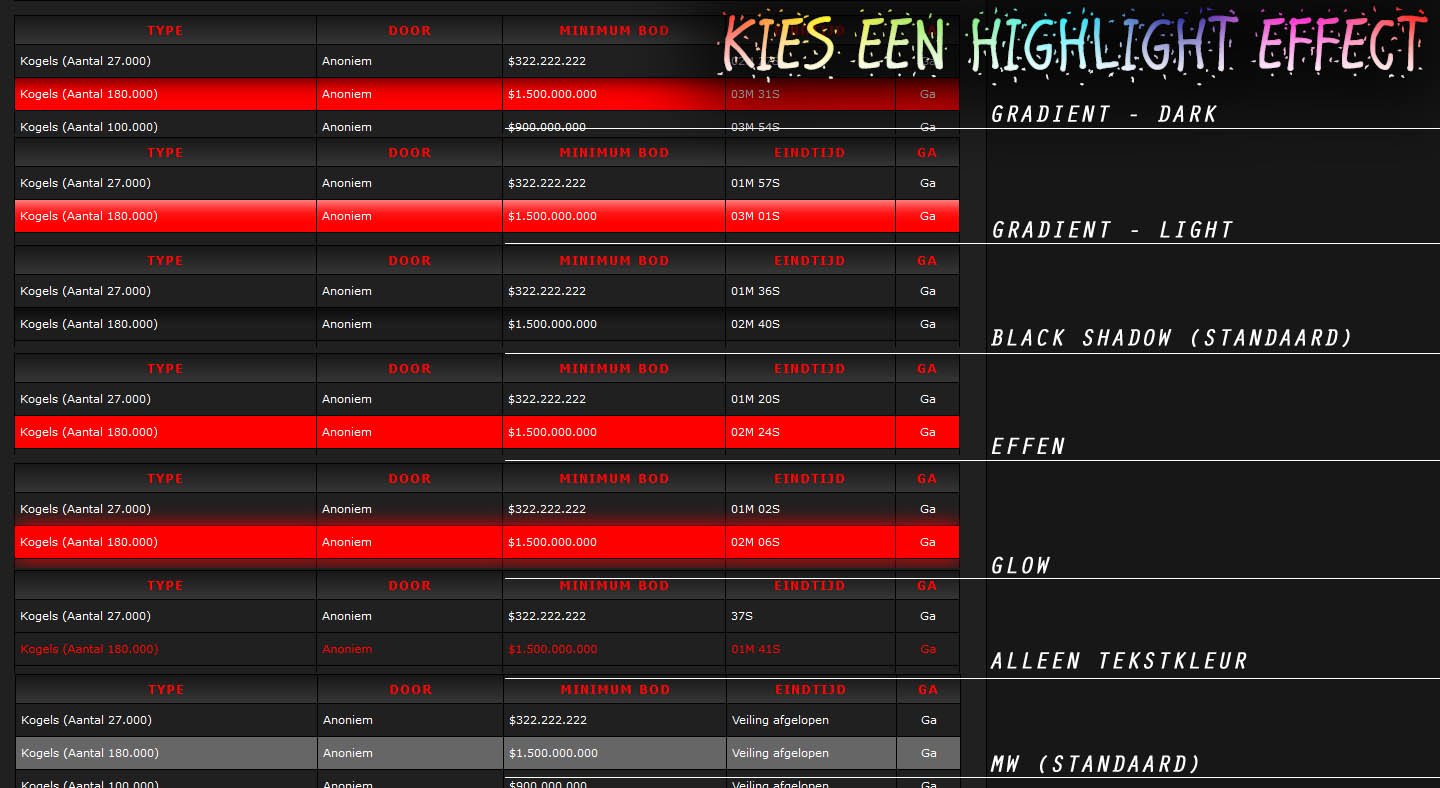 KIES EEN HIGHLIGHT EFFECT
TYPE DOOR MINIMUM BOD
Kogels (Aantal 27.000) Anoniem $322.222.222
Kogels (Aantal 180.000) Anoniem $1.500.000.000 03M 31S Ga
Kogels (Aantal 100.000) Anoniem $900.000.000 03M 54S Ga
GRADIENT - DARK
TYPE DOOR MINIMUM BOD EINDTIJD GA
Kogels (Aantal 27.000) Anoniem $322.222.222 01M 57S Ga
Kogels (Aantal 180.000) Anoniem $1.500.000.000 03M 01S Ga
GRADIENT - LIGHT
TYPE DOOR MINIMUM BOD EINDTIJD GA
Kogels (Aantal 27.000) Anoniem $322.222.222 01M 36S Ga
Kogels (Aantal 180.000) Anoniem $1.500.000.000 02M 40S Ga
BLACK SHADOW (STANDAARD)
TYPE DOOR MINIMUM BOD EINDTIJD GA
Kogels (Aantal 27.000) Anoniem $322.222.222 01M 20S Ga
Kogels (Aantal 180.000) Anoniem $1.500.000.000 02M 24S Ga
EFFEN
TYPE DOOR MINIMUM BOD EINDTIJD GA
Kogels (Aantal 27.000) Anoniem $322.222.222 01M 02S Ga
Kogels (Aantal 180.000) Anoniem $1.500.000.000 02M 06S Ga
GLOW
TYPE DOOR MINIMUM BOD EINDTIJD GA
Kogels (Aantal 27.000) Anoniem $322.222.222 37S Ga
Kogels (Aantal 180.000) Anoniem $1.500.000.000 01M 41S Ga
ALLEEN TEKSTKLEUR
TYPE DOOR MINIMUM BOD EINDTIJD GA
Kogels (Aantal 27.000) Anoniem $322.222.222 Veiling afgelopen Ga
Kogels (Aantal 180.000) Anoniem $1.500.000.000 Veiling afgelopen Ga
MW (STANDAARD)
Kogels (Aantal 100.000) Anoniem $900.000.000 Veiling afgelopen Ga